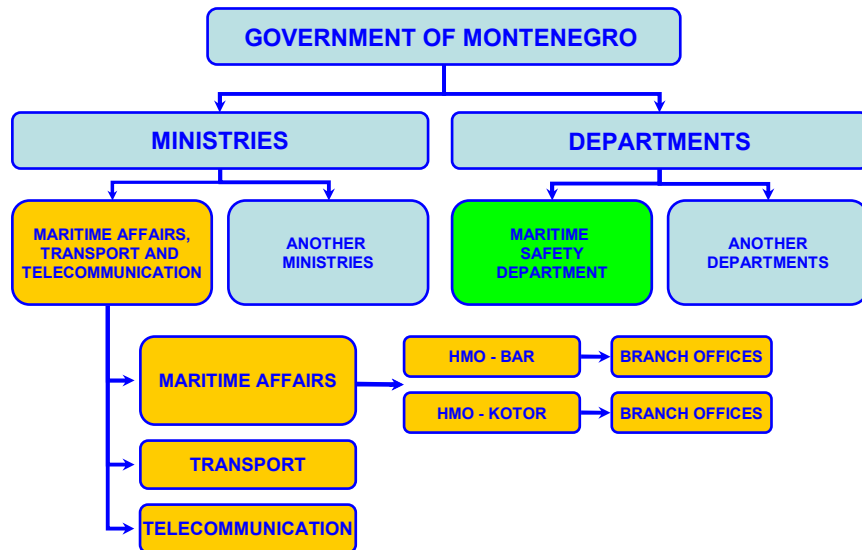 GOVERNMENT OF MONTENEGRO
MINISTRIES
DEPARTMENTS
MARITIME AFFAIRS,
TRANSPORT AND
TELECOMMUNICATION
ANOTHER
MINISTRIES
MARITIME
SAFETY
DEPARTMENT
ANOTHER
DEPARTMENTS
MARITIME AFFAIRS
HMO - BAR
BRANCH OFFICES
HMO - KOTOR
BRANCH OFFICES
TRANSPORT
TELECOMMUNICATION